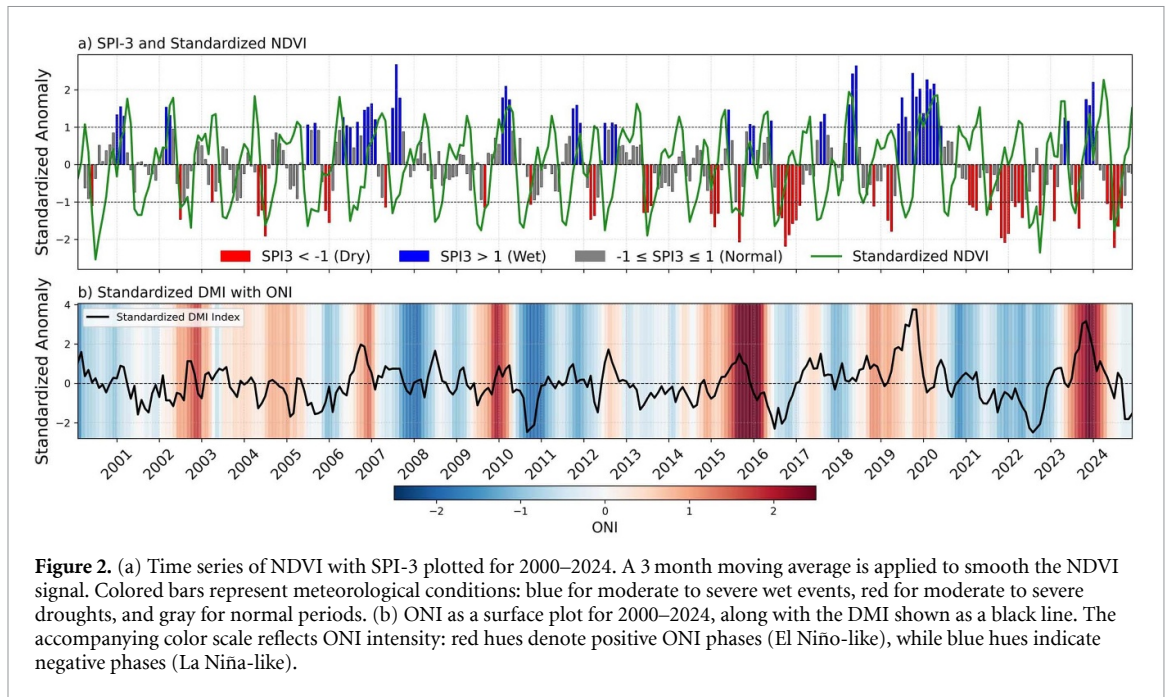 a) SPI-3 and Standardized NDVI
Standardized Anomaly
2
1
0
−1
−2
SPI3 < -1 (Dry)
SPI3 > 1 (Wet)
-1 ≤ SPI3 ≤ 1 (Normal)
Standardized NDVI
b) Standardized DMI with ONI
Standardized Anomaly
4
2
0
−2
Standardized DMI Index
2001 2002 2003 2004 2005 2006 2007 2008 2009 2010 2011 2012 2013 2014 2015 2016 2017 2018 2019 2020 2021 2022 2023 2024
−2 −1 0 1 2
ONI
Figure 2. (a) Time series of NDVI with SPI-3 plotted for 2000–2024. A 3 month moving average is applied to smooth the NDVI
signal. Colored bars represent meteorological conditions: blue for moderate to severe wet events, red for moderate to severe
droughts, and gray for normal periods. (b) ONI as a surface plot for 2000–2024, along with the DMI shown as a black line. The
accompanying color scale reflects ONI intensity: red hues denote positive ONI phases (El Niño-like), while blue hues indicate
negative phases (La Niña-like).